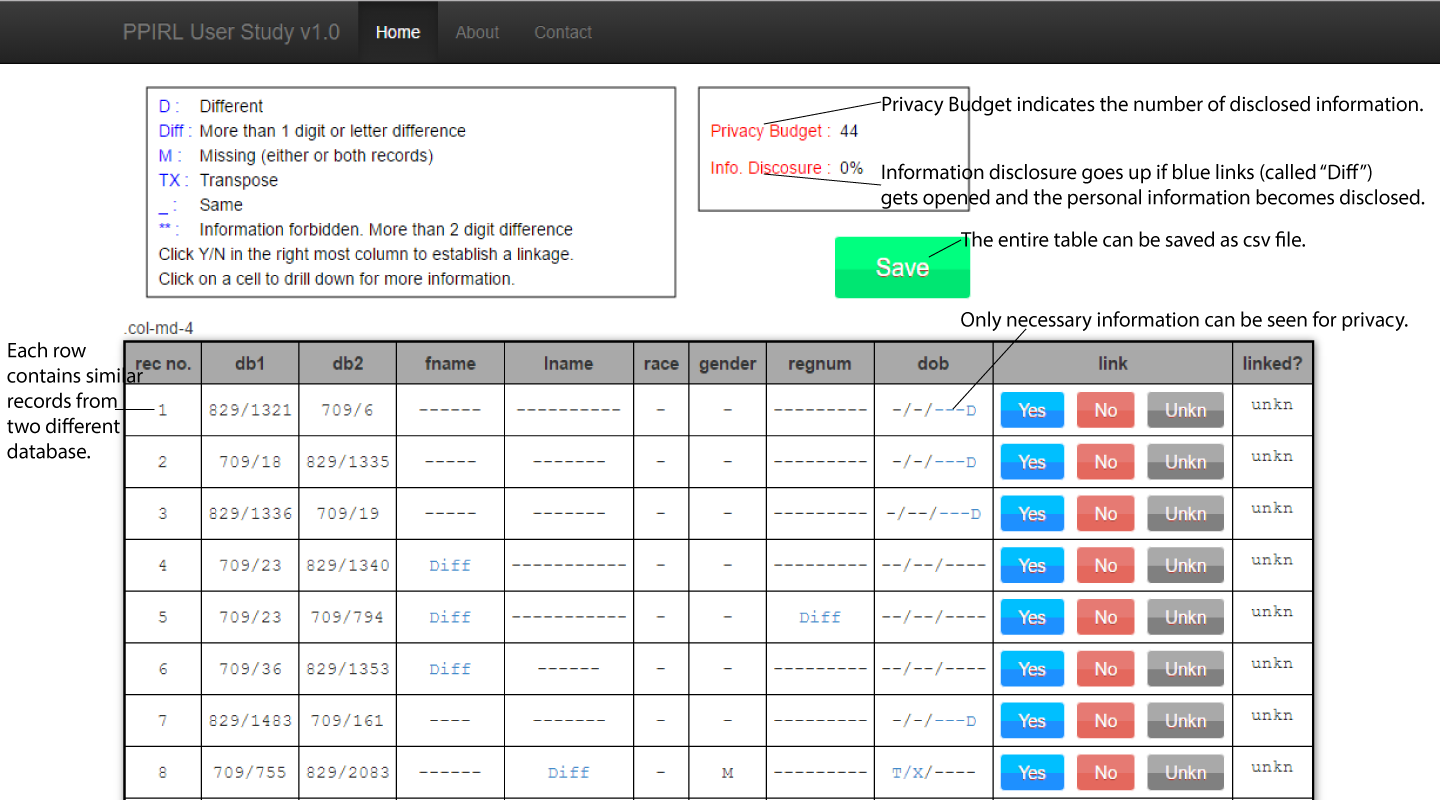 PPIRL User Study v1.0 Home About Contact
D : Different
Diff : More than 1 digit or letter difference
M : Missing (either or both records)
TX : Transpose
_ : Same
** : Information forbidden. More than 2 digit difference
Click Y/N in the right most column to establish a linkage.
Click on a cell to drill down for more information.
Privacy Budget : 44
Info. Discosure : 0%
Privacy Budget indicates the number of disclosed information.
Information disclosure goes up if blue links (called “Diff”)
gets opened and the personal information becomes disclosed.
The entire table can be saved as csv file.
Save
Only necessary information can be seen for privacy.
.col-md-4
Each row
contains similar
records from
two different
database.
rec no. db1 db2 fname lname race gender regnum dob link linked?
1 829/1321 709/6 ------ ---------- - - --------- -/-/---D Yes No Unkn unkn
2 709/18 829/1335 ----- ------- - - --------- -/-/---D Yes No Unkn unkn
3 829/1336 709/19 ----- ------- - - --------- -/--/---D Yes No Unkn unkn
4 709/23 829/1340 Diff ----------- - - --------- --/--/---- Yes No Unkn unkn
5 709/23 709/794 Diff ----------- - - Diff --/--/---- Yes No Unkn unkn
6 709/36 829/1353 Diff ------ - - --------- --/--/---- Yes No Unkn unkn
7 829/1483 709/161 ---- ------- - - --------- -/-/---D Yes No Unkn unkn
8 709/755 829/2083 ------ Diff - M --------- T/X/---- Yes No Unkn unkn